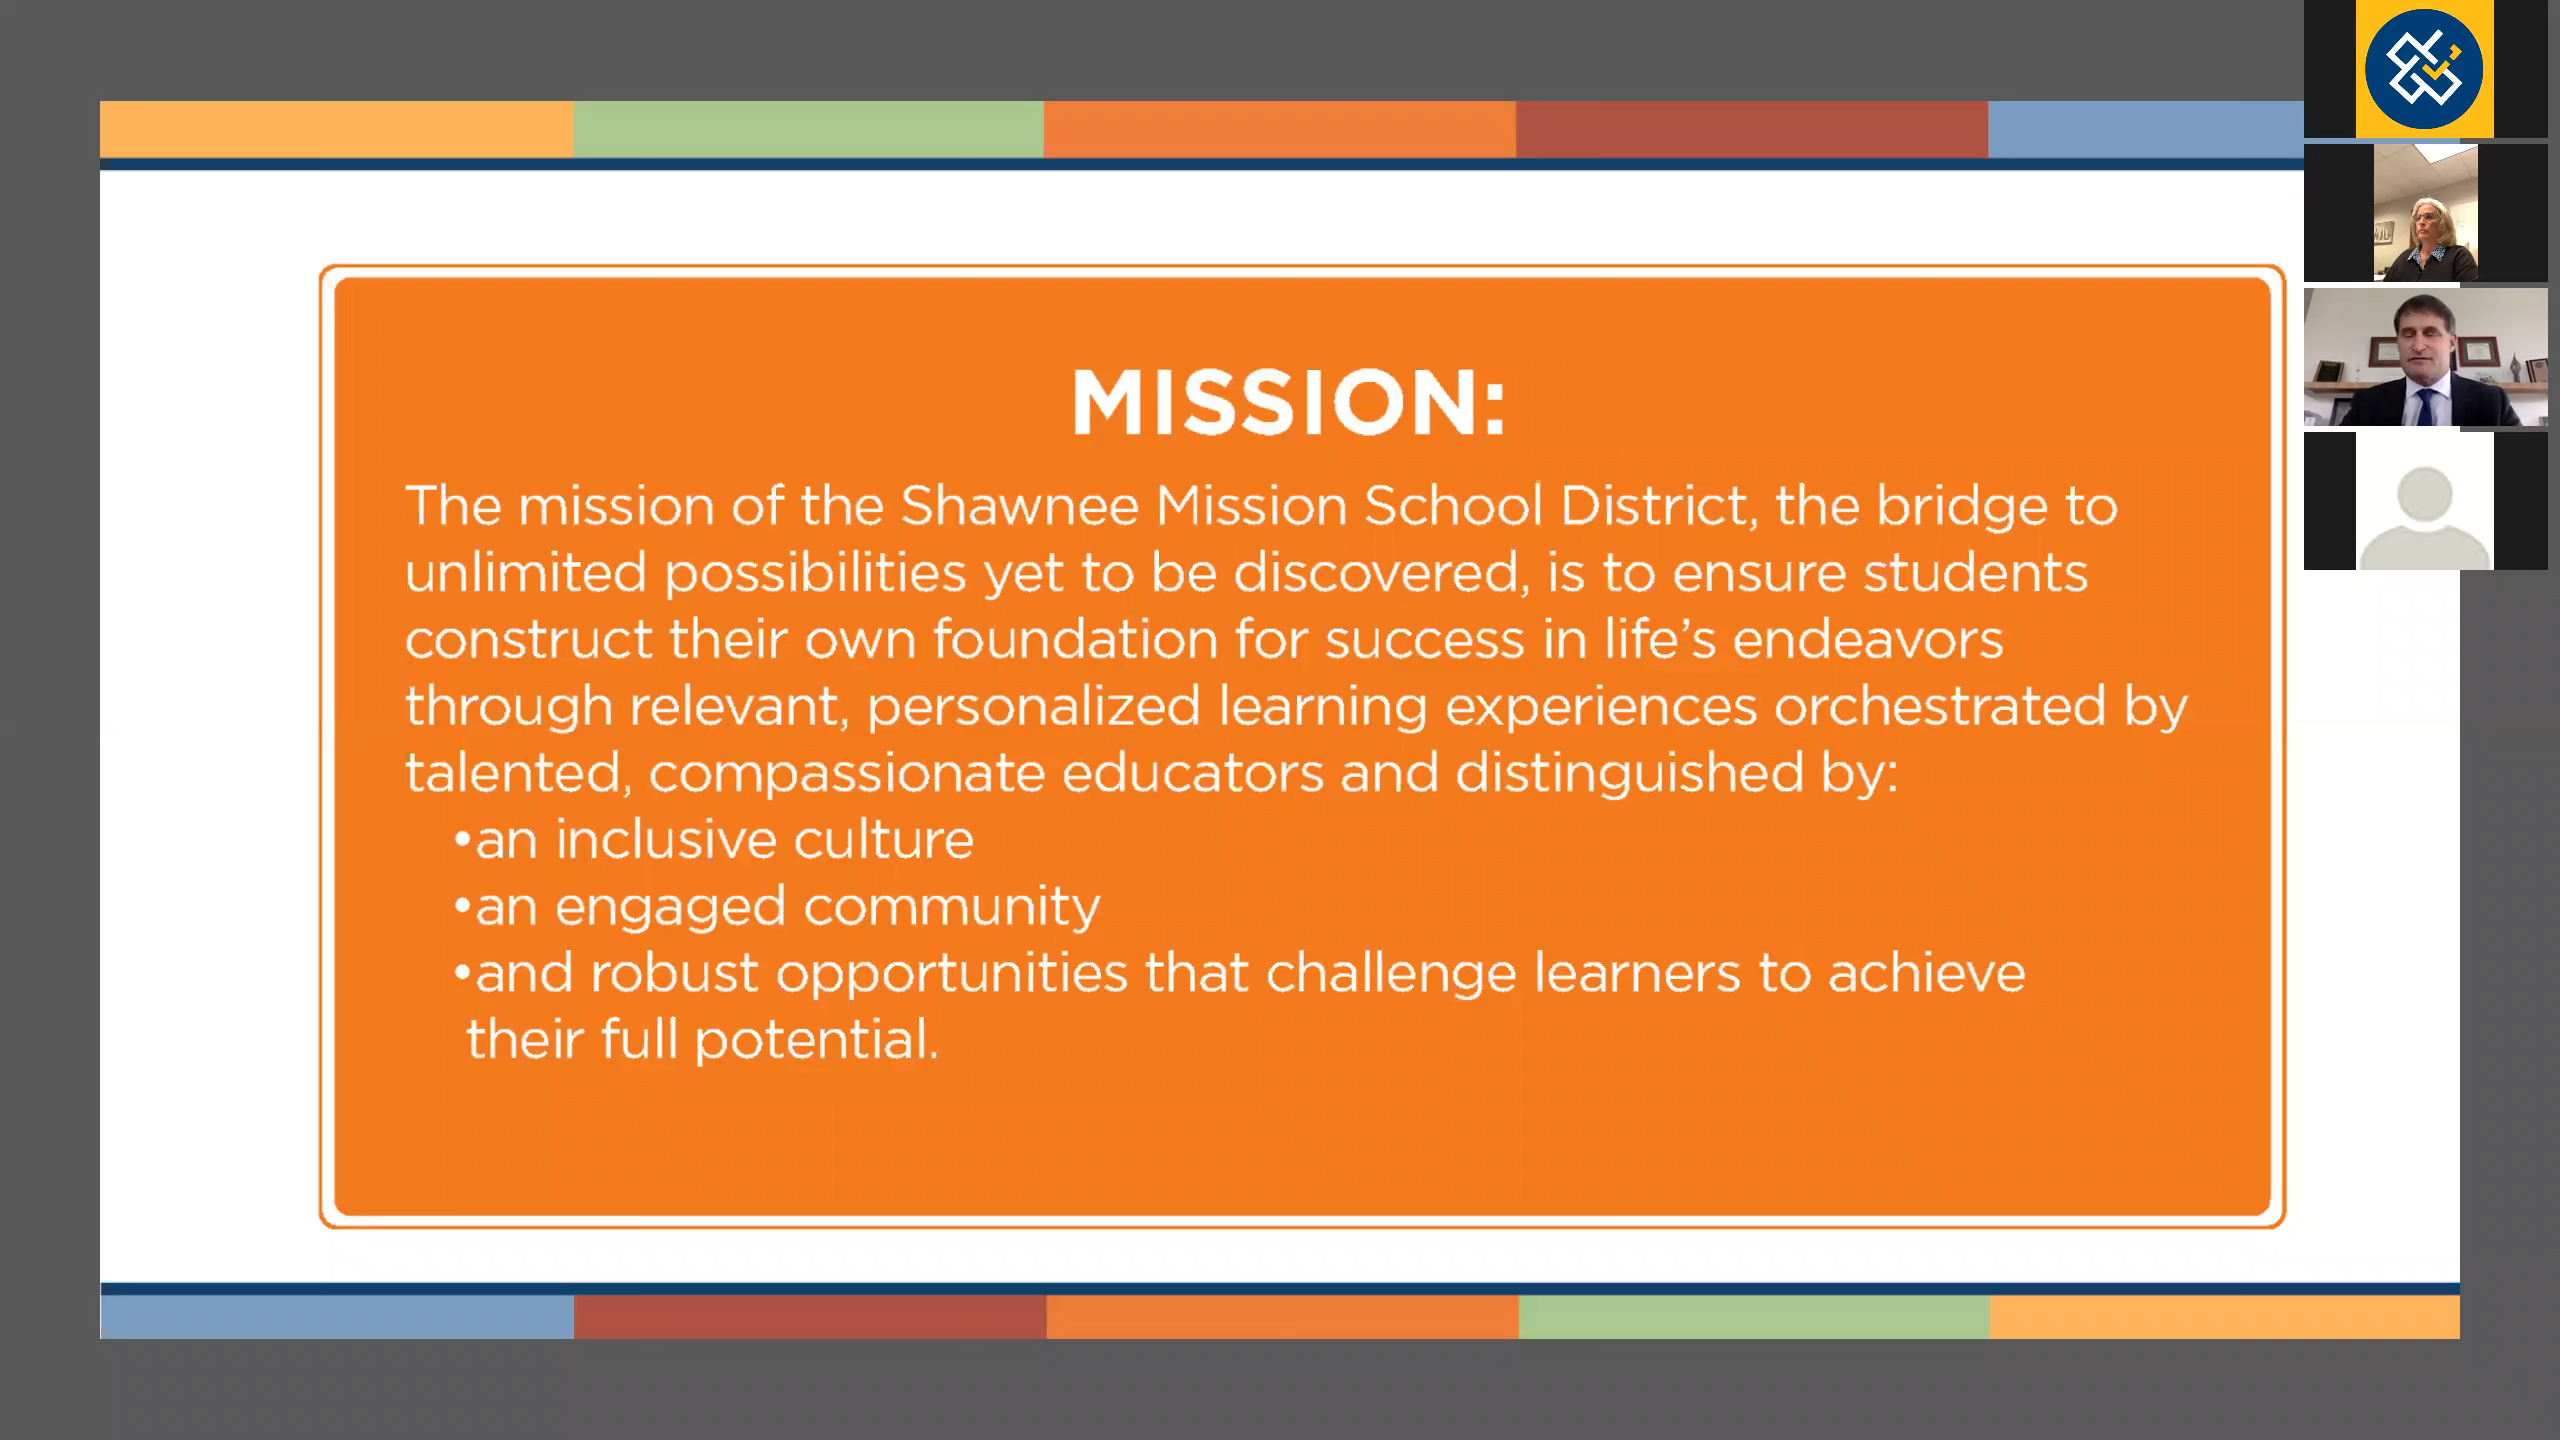 MISSION:
The mission of the Shawnee Mission School District, the bridge to
unlimited possibilities yet to be discovered, is to ensure students
construct their own foundation for success in life’s endeavors
through relevant, personalized learning experiences orchestrated by
talented, compassionate educators and distinguished by:
•an inclusive culture
•an engaged community
•and robust opportunities that challenge learners to achieve
their full potential.